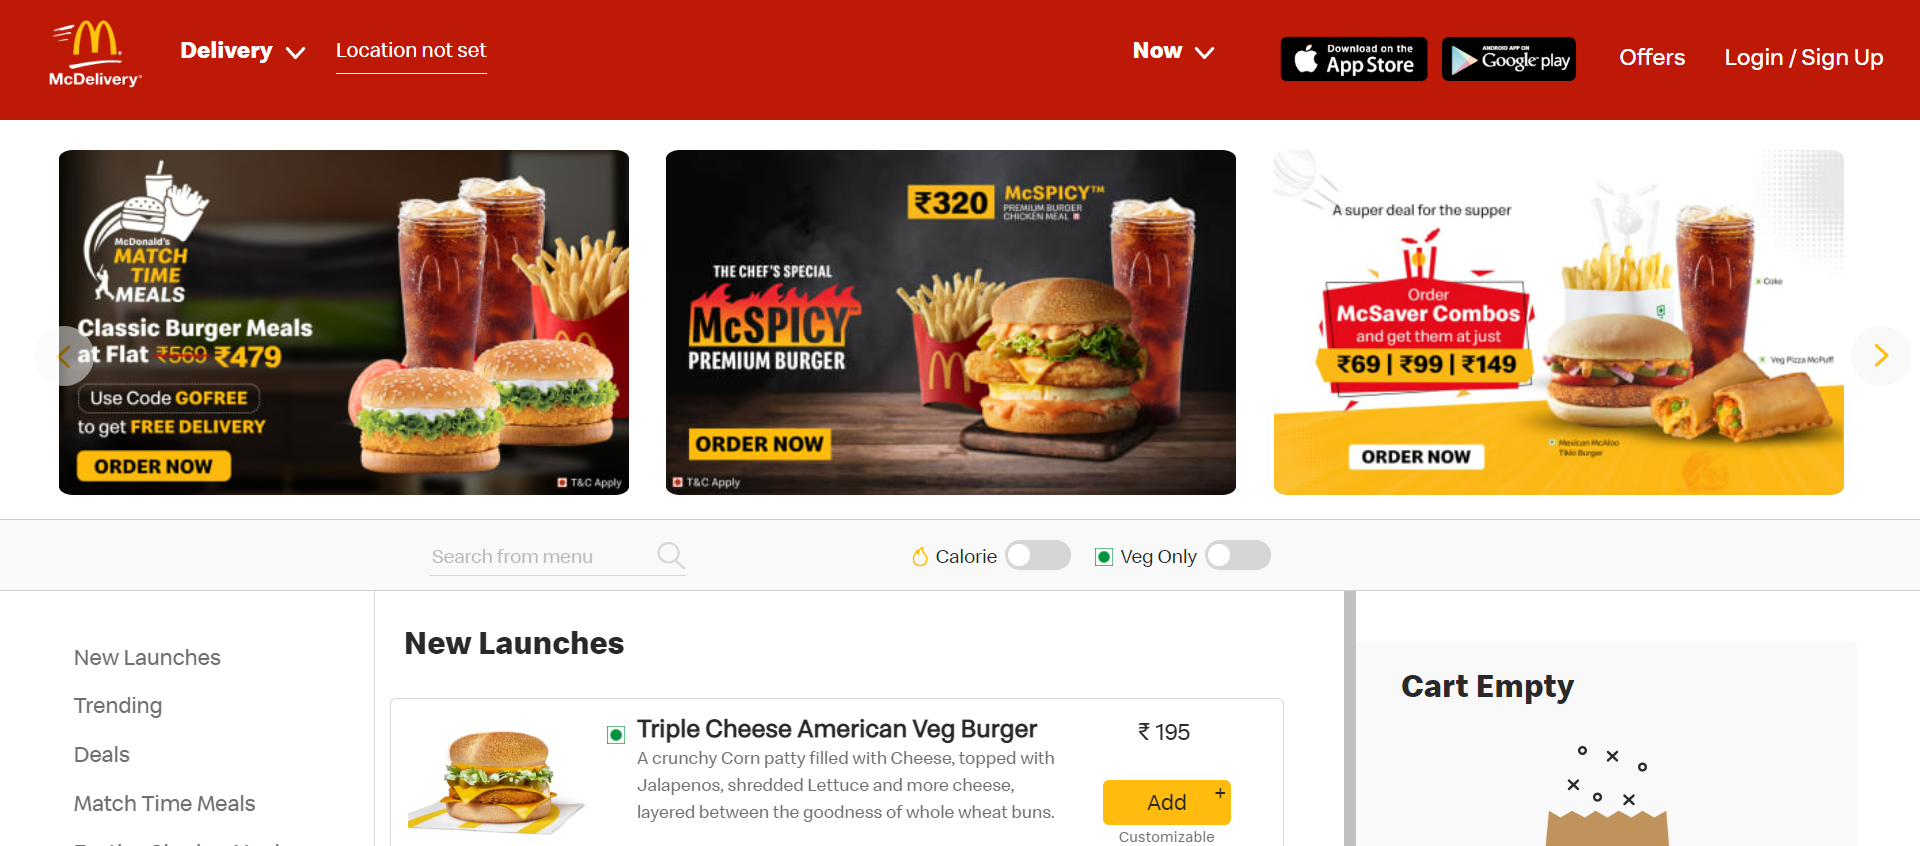 McDelivery
Delivery
Location not set
Now
Download on the
App Store
ANDROID APP ON
Google play
Offers
Login / Sign Up
McDonald's
MATCH
TIME
MEALS
Classic Burger Meals
at Flat ₹569 ₹479
Use Code GOFREE
to get FREE DELIVERY
ORDER NOW
T&C Apply
₹320
McSPICY™
PREMIUM BURGER
CHICKEN MEAL
THE CHEF'S SPECIAL
McSPICY™
PREMIUM BURGER
ORDER NOW
T&C Apply
A super deal for the supper
Order
McSaver Combos
and get them at just
₹69 | ₹99 | ₹149
ORDER NOW
Coke
Veg Pizza McPuff
Mexican McAloo
Tikki Burger
Search from menu
Calorie
Veg Only
New Launches
Trending
Deals
Match Time Meals
New Launches
Triple Cheese American Veg Burger
A crunchy Corn patty filled with Cheese, topped with
Jalapenos, shredded Lettuce and more cheese,
layered between the goodness of whole wheat buns.
₹ 195
Add +
Customizable
Cart Empty